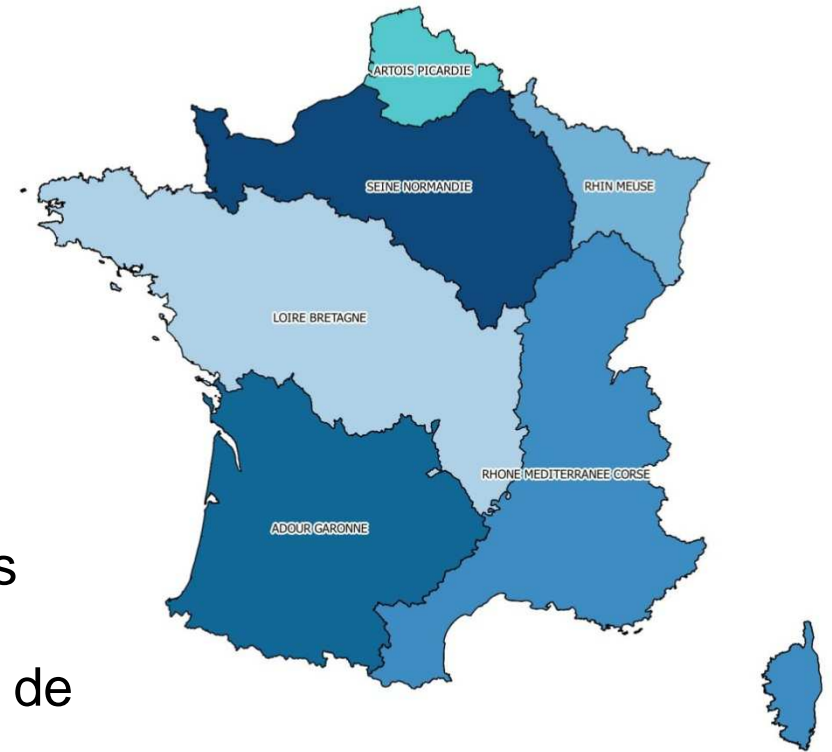 ARTOIS PICARDIE
SEINE NORMANDIE
RHIN MEUSE
LOIRE BRETAGNE
RHONE MEDITERRANEE CORSE
ADOUR GARONNE
s
de